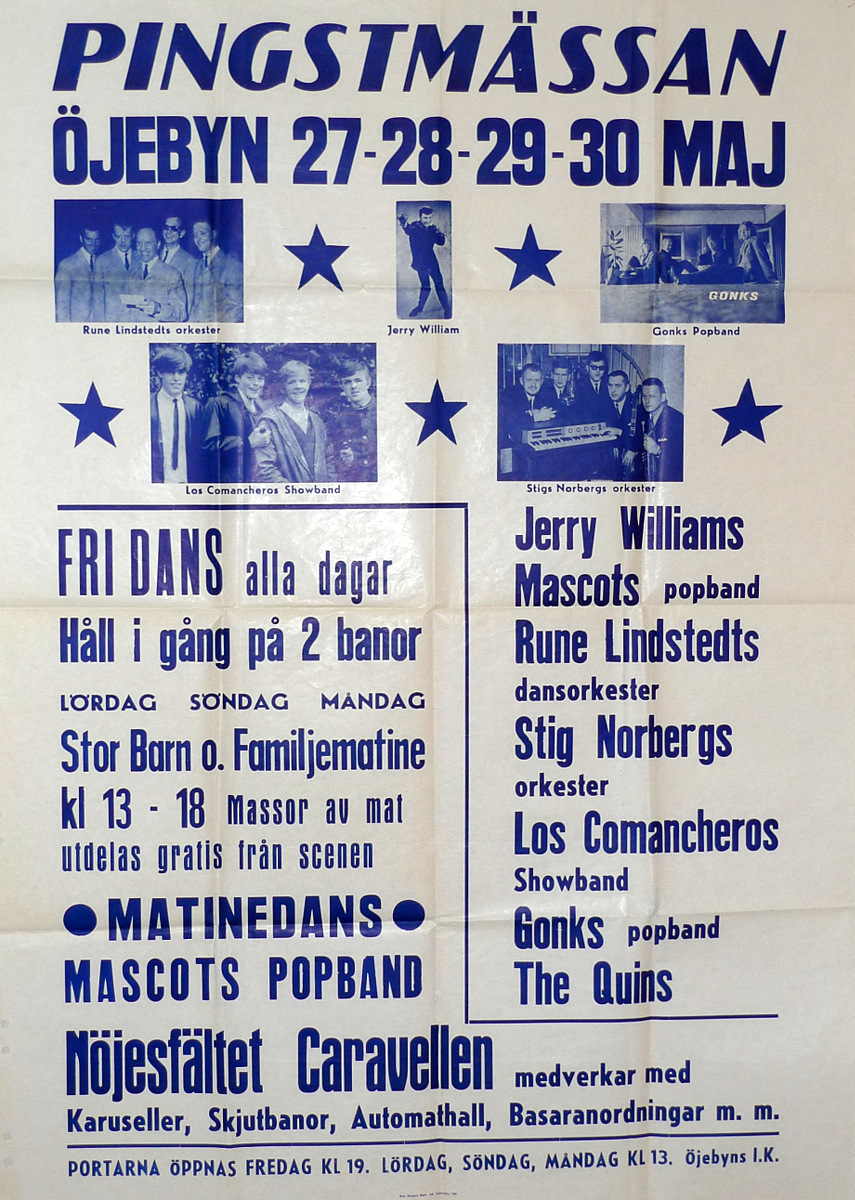 PINGSTMÄSSAN
ÖJEBYN 27-28-29-30 MAJ
Rune Lindstedts orkester
Jerry William
GONKS
Gonks Popband
Los Comancheros Showband
Stigs Norbergs orkester
FRI DANS alla dagar
Håll i gång på 2 banor
LÖRDAG SÖNDAG MÅNDAG
Stor Barn o. Familjematine
kl 13 - 18 Massor av mat
utdelas gratis från scenen
● MATINEDANS ●
MASCOTS POPBAND
Jerry Williams
Mascots popband
Rune Lindstedts
dansorkester
Stig Norbergs
orkester
Los Comancheros
Showband
Gonks popband
The Quins
Nöjesfältet Caravellen medverkar med
Karuseller, Skjutbanor, Automathall, Basaranordningar m. m.
PORTARNA ÖPPNAS FREDAG KL 19. LÖRDAG, SÖNDAG, MÅNDAG KL 13. Öjebyns I.K.